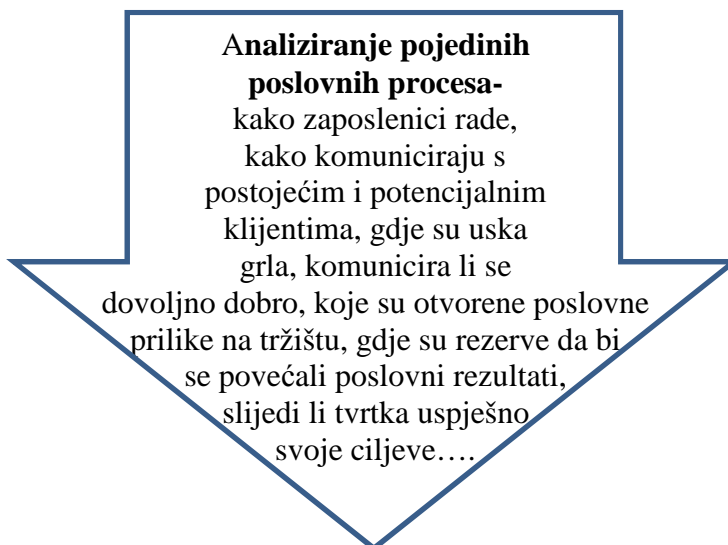 Analiziranje pojedinih
poslovnih procesa-
kako zaposlenici rade,
kako komuniciraju s
postojećim i potencijalnim
klijentima, gdje su uska
grla, komunicira li se
dovoljno dobro, koje su otvorene poslovne
prilike na tržištu, gdje su rezerve da bi
se povećali poslovni rezultati,
slijedi li tvrtka uspješno
svoje ciljeve….